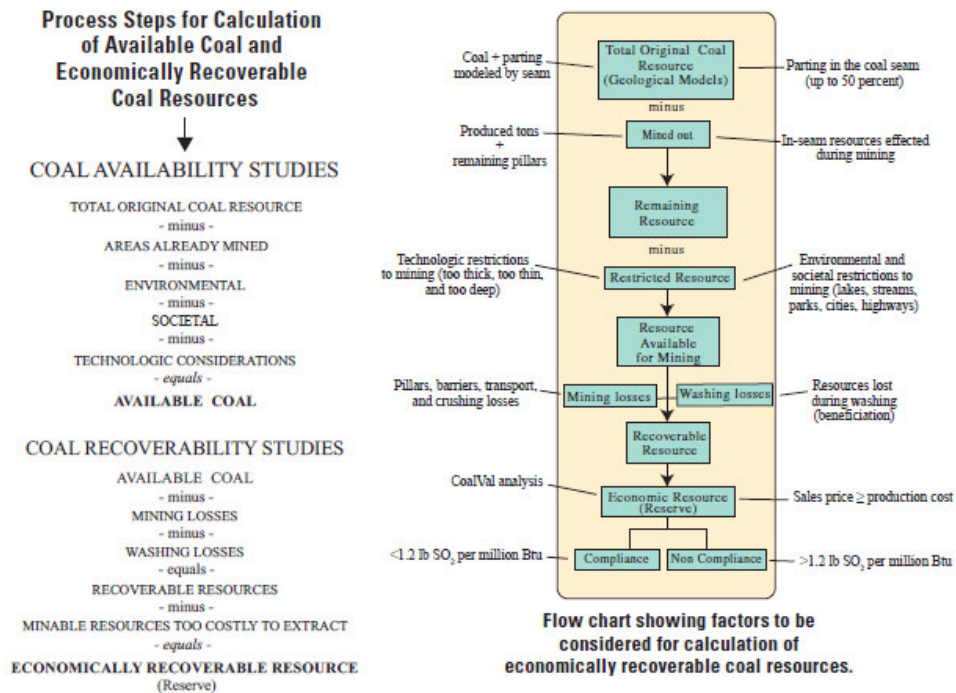 Process Steps for Calculation
of Available Coal and
Economically Recoverable
Coal Resources
COAL AVAILABILITY STUDIES
TOTAL ORIGINAL COAL RESOURCE
- minus -
AREAS ALREADY MINED
- minus -
ENVIRONMENTAL
- minus -
SOCIETAL
- minus -
TECHNOLOGIC CONSIDERATIONS
- equals -
AVAILABLE COAL
COAL RECOVERABILITY STUDIES
AVAILABLE COAL
- minus -
MINING LOSSES
- minus -
WASHING LOSSES
- equals -
RECOVERABLE RESOURCES
- minus -
MINABLE RESOURCES TOO COSTLY TO EXTRACT
- equals -
ECONOMICALLY RECOVERABLE RESOURCE
(Reserve)
Coal + parting
modeled by seam
Total Original Coal
Resource
(Geological Models)
Parting in the coal seam
(up to 50 percent)
minus
Produced tons
+
remaining pillars
Mined out
In-seam resources effected
during mining
Remaining
Resource
minus
Technologic restrictions
to mining (too thick, too thin,
and too deep)
Restricted Resource
Environmental and
societal restrictions to
mining (lakes, streams,
parks, cities, highways)
Resource
Available
for Mining
Pillars, barriers, transport,
and crushing losses
Mining losses
Washing losses
Resources lost
during washing
(beneficiation)
Recoverable
Resource
CoalVal analysis
Economic Resource
(Reserve)
Sales price ≥ production cost
<1.2 lb SO₂ per million Btu
Compliance
Non Compliance
>1.2 lb SO₂ per million Btu
Flow chart showing factors to be
considered for calculation of
economically recoverable coal resources.